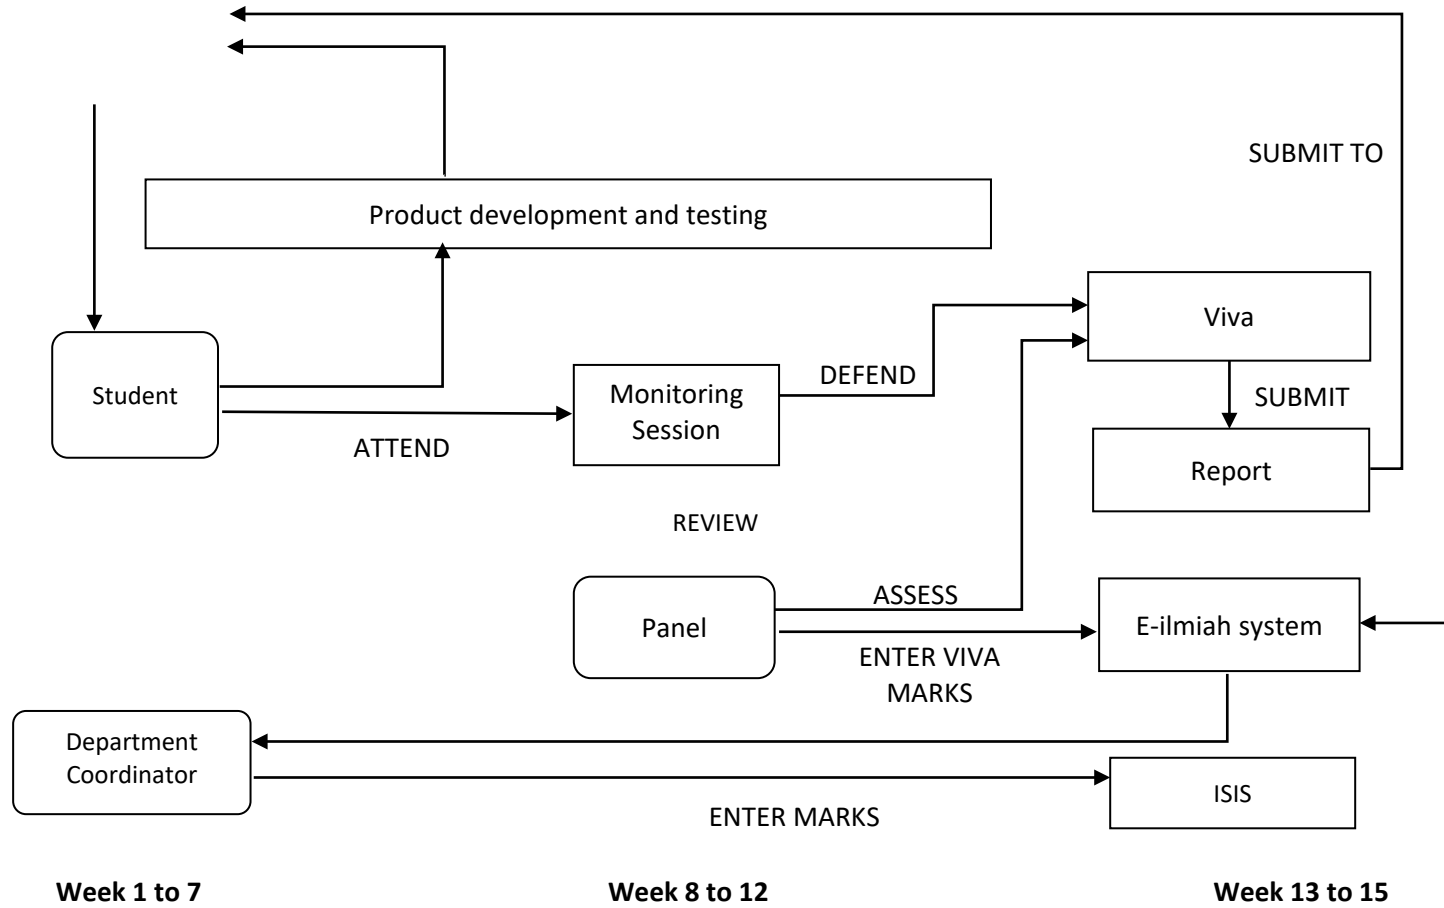 SUBMIT TO
Product development and testing
Viva
Student
DEFEND
Monitoring
Session
SUBMIT
ATTEND
Report
REVIEW
ASSESS
Panel
E-ilmiah system
ENTER VIVA
MARKS
Department
Coordinator
ISIS
ENTER MARKS
Week 1 to 7
Week 8 to 12
Week 13 to 15